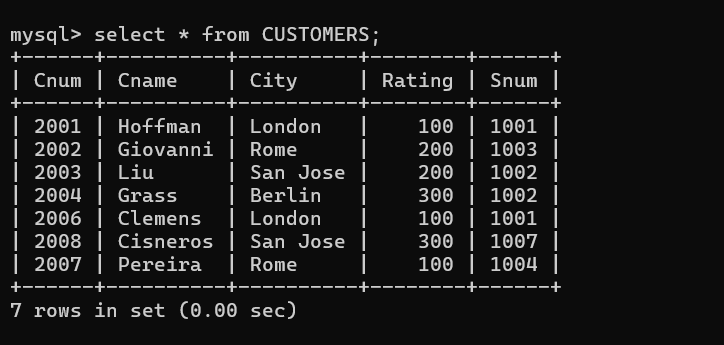 mysql> select * from CUSTOMERS;
+------+----------+----------+--------+------+
| Cnum | Cname    | City     | Rating | Snum |
+------+----------+----------+--------+------+
| 2001 | Hoffman  | London   |    100 | 1001 |
| 2002 | Giovanni | Rome     |    200 | 1003 |
| 2003 | Liu      | San Jose |    200 | 1002 |
| 2004 | Grass    | Berlin   |    300 | 1002 |
| 2006 | Clemens  | London   |    100 | 1001 |
| 2008 | Cisneros | San Jose |    300 | 1007 |
| 2007 | Pereira  | Rome     |    100 | 1004 |
+------+----------+----------+--------+------+
7 rows in set (0.00 sec)